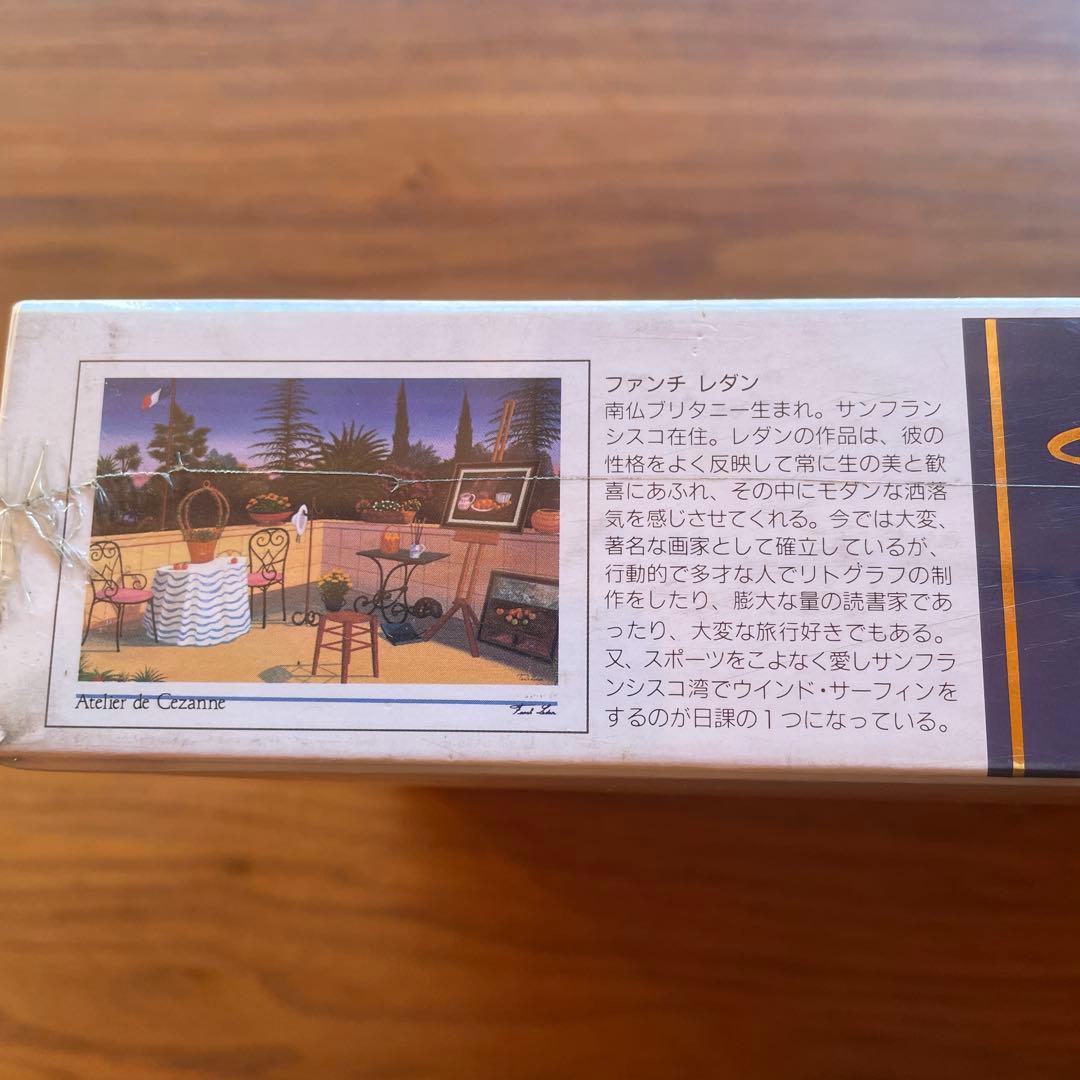 ファンチ レダン
南仏ブリタニー生まれ。サンフラン
シスコ在住。レダンの作品は、彼の
性格をよく反映して常に生の美と歓
喜にあふれ、その中にモダンな洒落
気を感じさせてくれる。今では大変、
著名な画家として確立しているが、
行動的で多才な人でリトグラフの制
作をしたり、膨大な量の読書家であ
ったり、大変な旅行好きでもある。
又、スポーツをこよなく愛しサンフラ
ンシスコ湾でウインド・サーフィンを
するのが日課の1つになっている。
Atelier de Cezanne